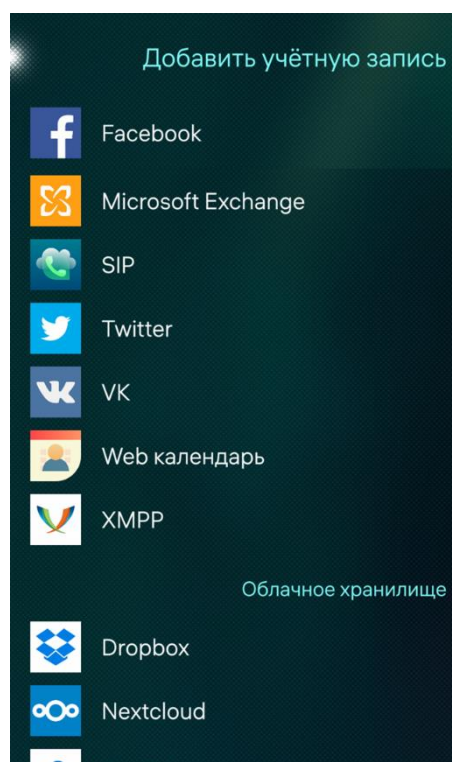 Добавить учётную запись
Facebook
Microsoft Exchange
SIP
Twitter
VK
Web календарь
XMPP
Облачное хранилище
Dropbox
Nextcloud